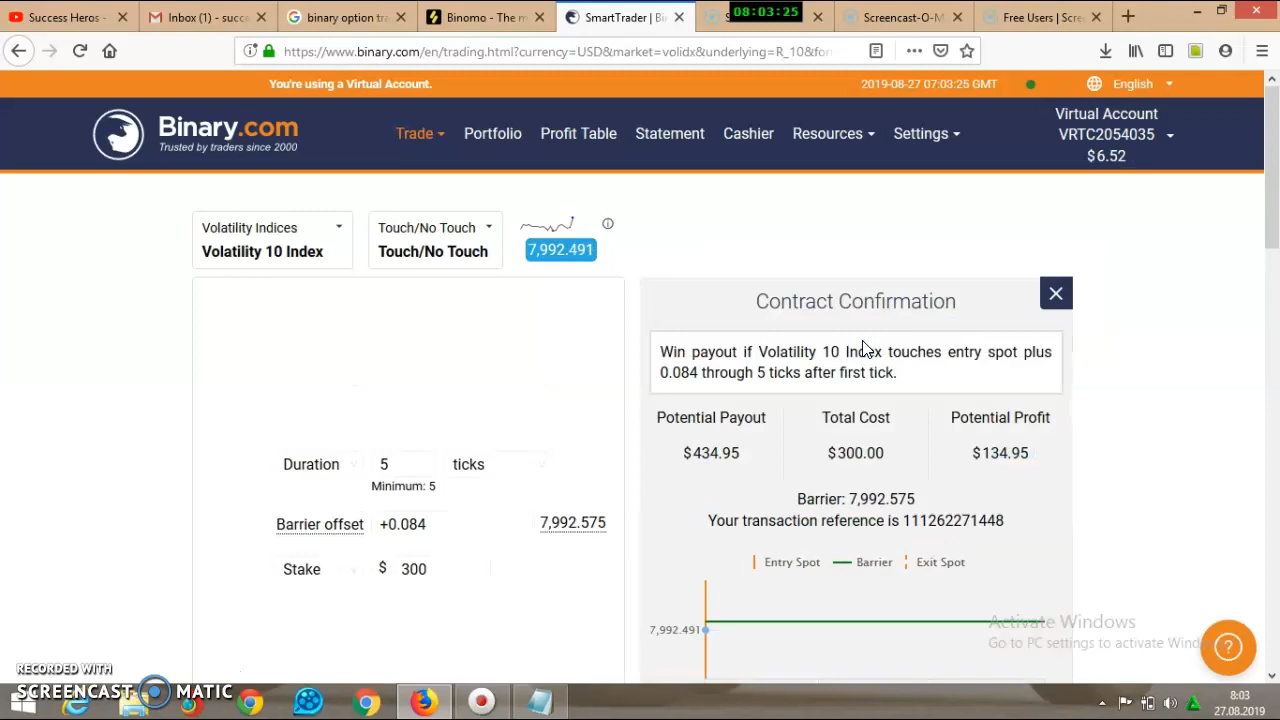 Success Heros -
Inbox (1) - succe
binary option tra
Binomo - The m
SmartTrader | Bi
08:03:25
Screencast-O-M
Free Users | Scre
https://www.binary.com/en/trading.html?currency=USD&market=volidx&underlying=R_10&fo
You're using a Virtual Account.
2019-08-27 07:03:25 GMT
English
Binary.com
Trusted by traders since 2000
Trade
Portfolio
Profit Table
Statement
Cashier
Resources
Settings
Virtual Account
VRTC2054035
$6.52
Volatility Indices
Volatility 10 Index
Touch/No Touch
Touch/No Touch
7,992.491
Contract Confirmation
Win payout if Volatility 10 Index touches entry spot plus
0.084 through 5 ticks after first tick.
Potential Payout
Total Cost
Potential Profit
$434.95
$300.00
$134.95
Duration
5
ticks
Minimum: 5
Barrier: 7,992.575
Your transaction reference is 111262271448
Barrier offset
+0.084
7,992.575
Stake
$
300
Entry Spot
Barrier
Exit Spot
7,992.491
Activate Windows
Go to PC settings to activate Wind
?
RECORDED WITH
SCREENCAST MATIC
8:03
27.08.2019